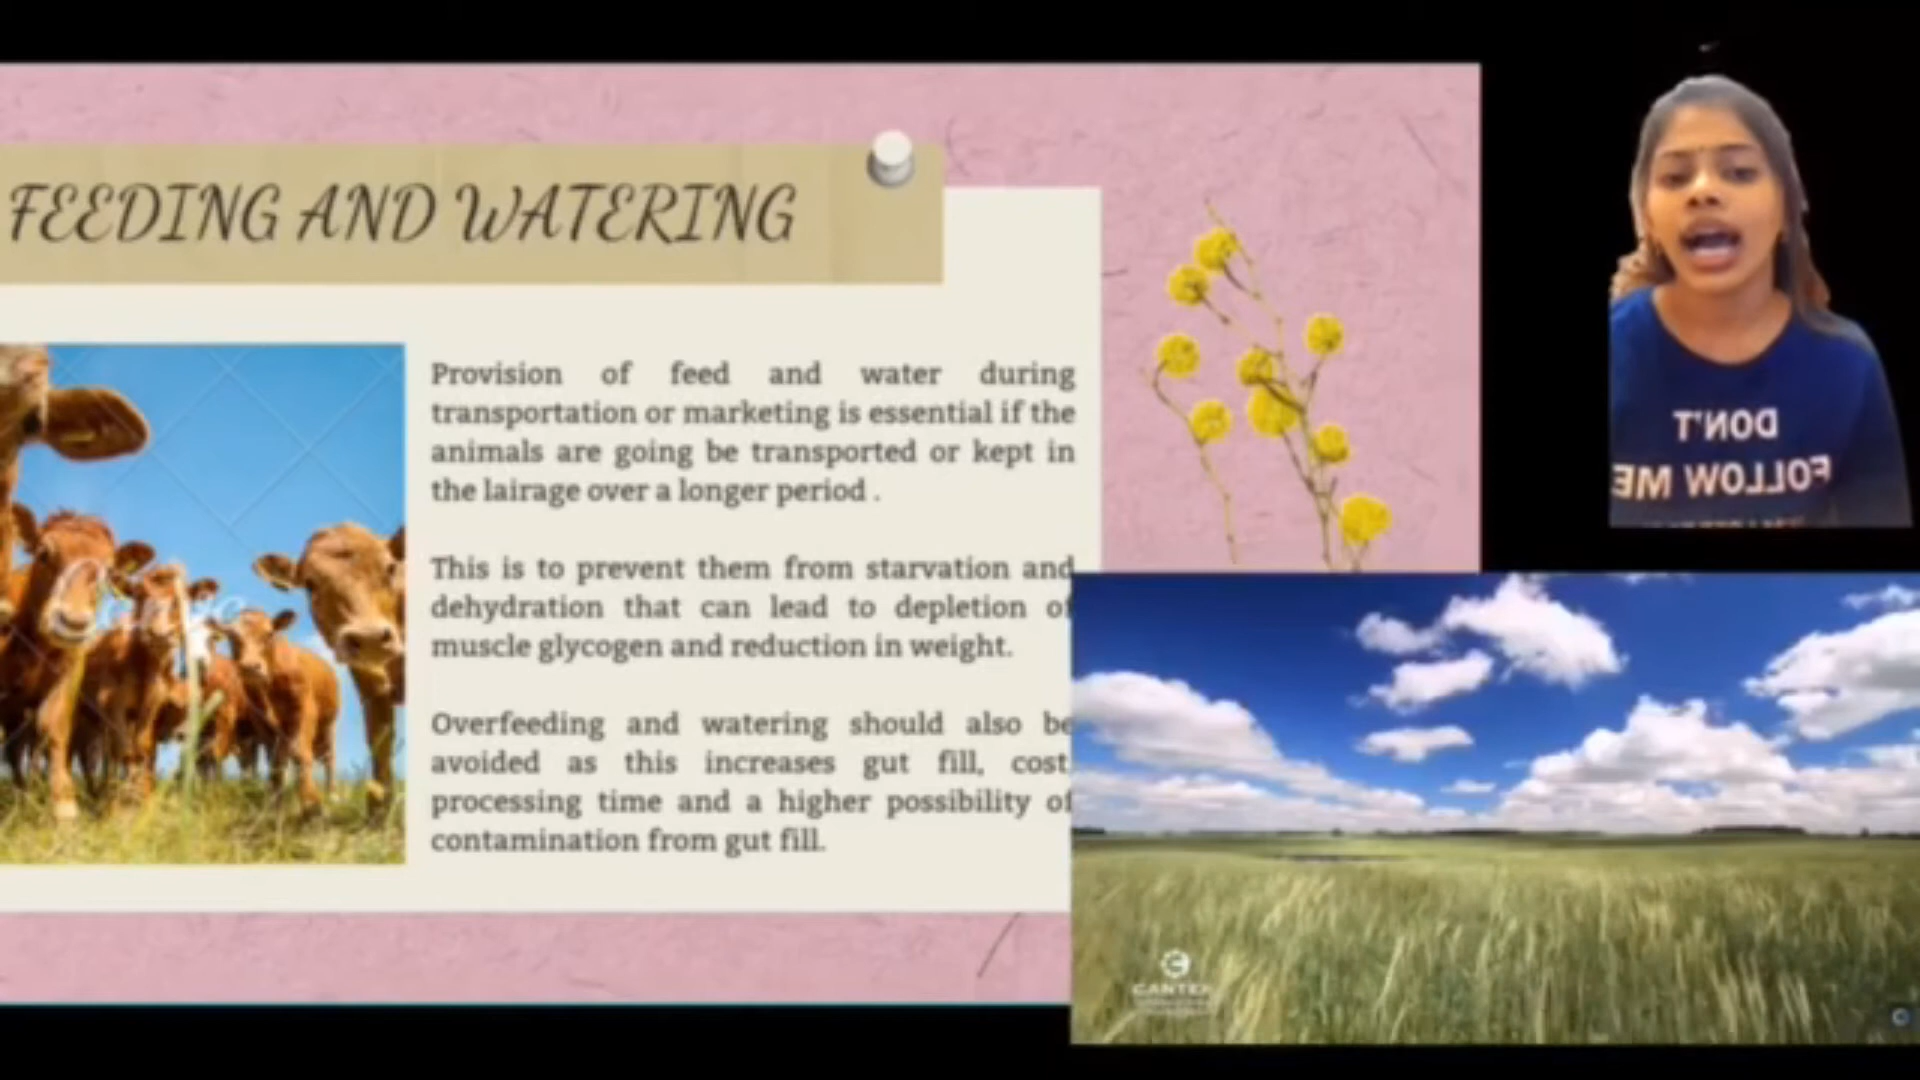 FEEDING AND WATERING
Provision of feed and water during
transportation or marketing is essential if the
animals are going be transported or kept in
the lairage over a longer period .
This is to prevent them from starvation and
dehydration that can lead to depletion of
muscle glycogen and reduction in weight.
Overfeeding and watering should also be
avoided as this increases gut fill, cost,
processing time and a higher possibility of
contamination from gut fill.
DON'T
FOLLOW ME
Canva